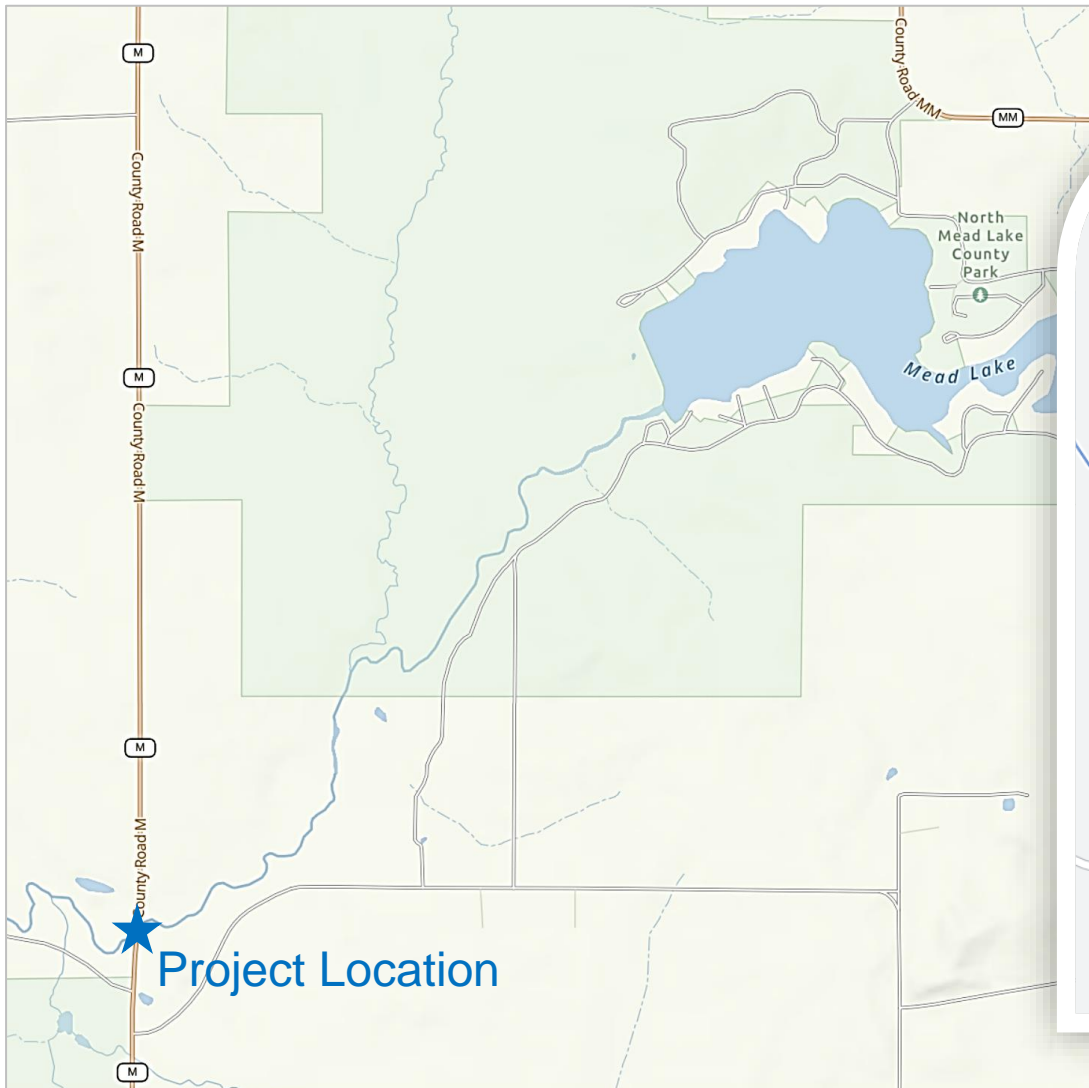 M
County Road MM
MM
County Road M
North
Mead Lake
County
Park
M
Mead Lake
County Road M
M
County Road M
Project Location
M